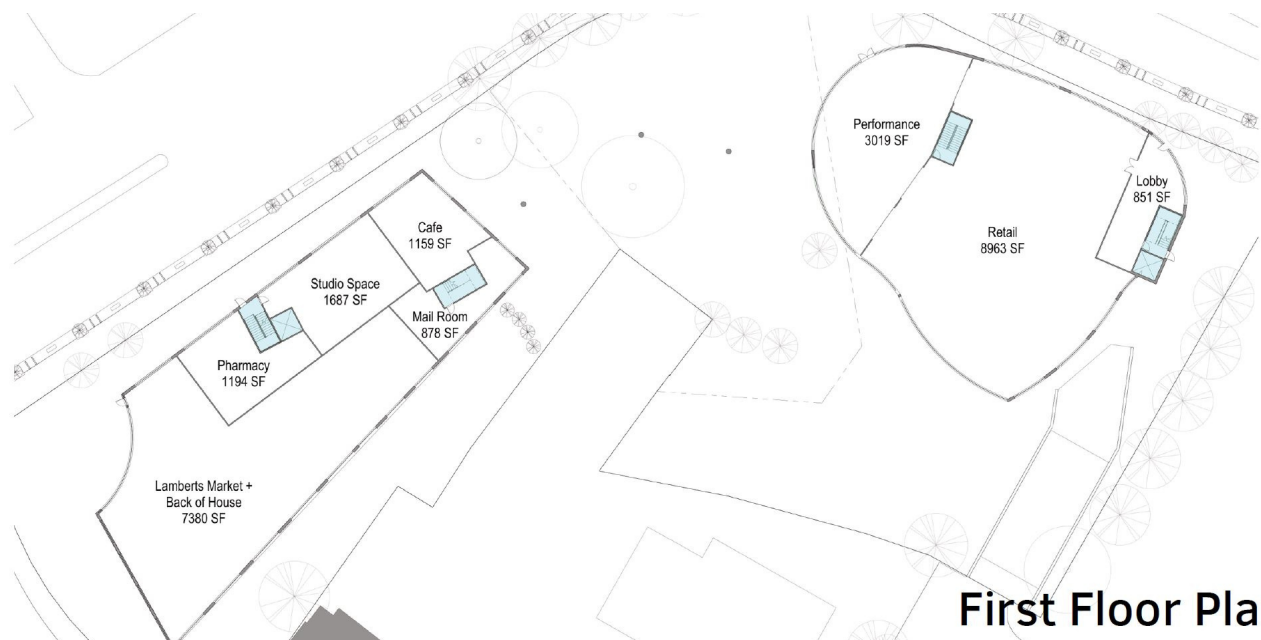 Performance
3019 SF
Lobby
851 SF
Cafe
1159 SF
Retail
8963 SF
Studio Space
1687 SF
Mail Room
878 SF
Pharmacy
1194 SF
Lamberts Market +
Back of House
7380 SF
First Floor Pla